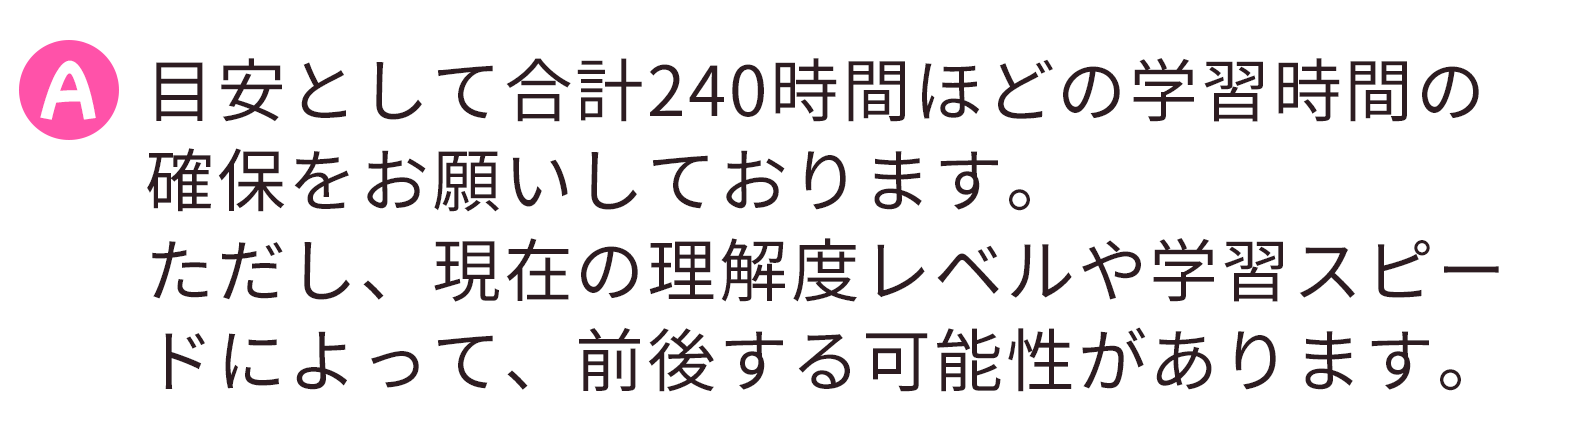 A
目安として合計240時間ほどの学習時間の
確保をお願いしております。
ただし、現在の理解度レベルや学習スピー
ドによって、前後する可能性があります。